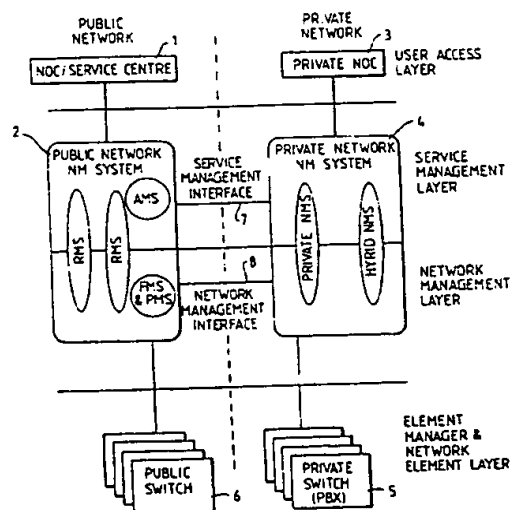 PUBLIC
NETWORK
PRIVATE
NETWORK
1
3
NOC/SERVICE CENTRE
PRIVATE NOC
USER ACCESS
LAYER
2
4
PUBLIC NETWORK
NM SYSTEM
SERVICE
MANAGEMENT
INTERFACE
PRIVATE NETWORK
NM SYSTEM
SERVICE
MANAGEMENT
LAYER
AMS
7
RMS
RMS
PRIVATE NMS
HYRID NMS
8
FMS
& PMS
NETWORK
MANAGEMENT
INTERFACE
NETWORK
MANAGEMENT
LAYER
PUBLIC
SWITCH
6
PRIVATE
SWITCH
(PBX)
5
ELEMENT
MANAGER &
NETWORK
ELEMENT LAYER